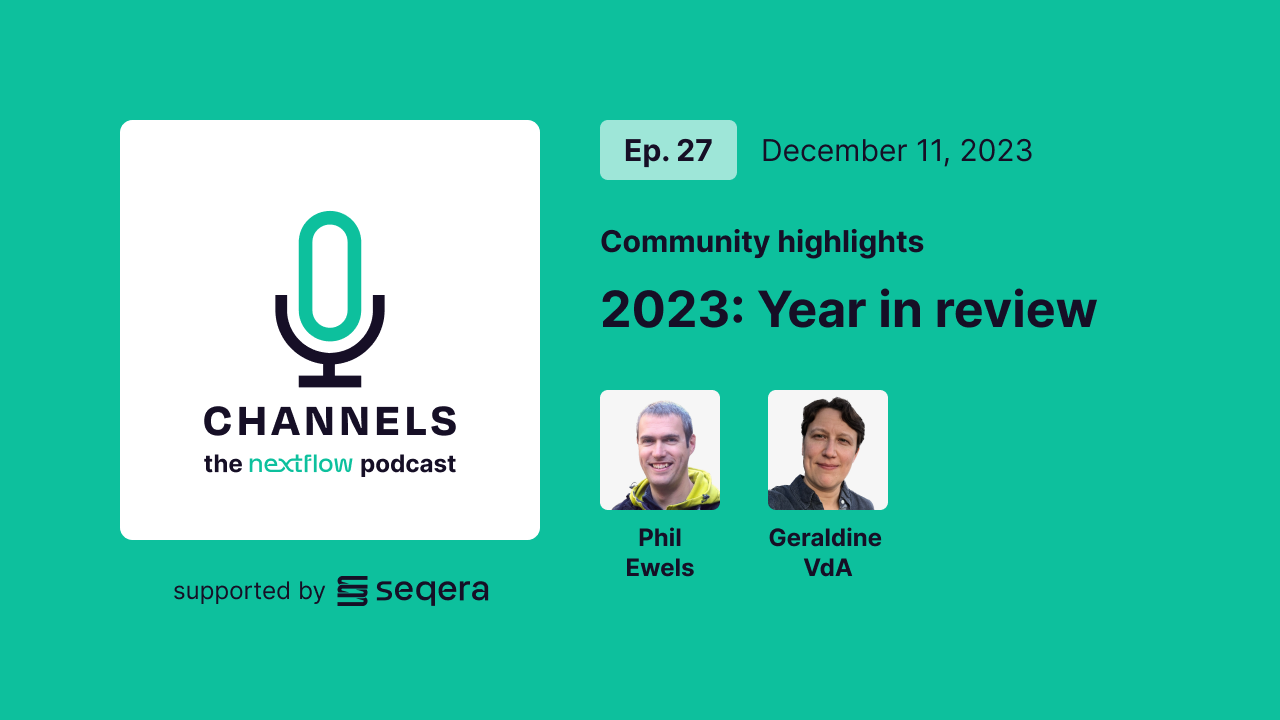 CHANNELS
the nextflow podcast
supported by seqera
Ep. 27
December 11, 2023
Community highlights
2023: Year in review
Phil
Ewels
Geraldine
VdA